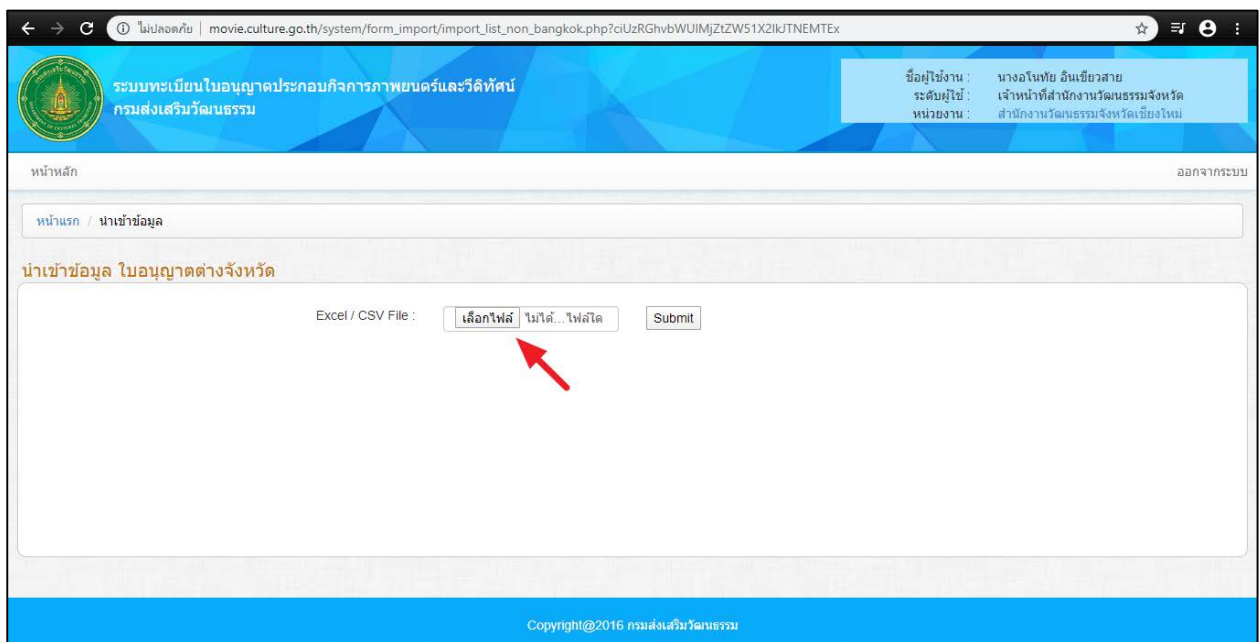 ไม่ปลอดภัย | movie.culture.go.th/system/form_import/import_list_non_bangkok.php?ciUzRGhvbWUlMjZtZW51X2lkJTNEMTEx
ระบบทะเบียนใบอนุญาตประกอบกิจการภาพยนตร์และวีดิทัศน์
กรมส่งเสริมวัฒนธรรม
ชื่อผู้ใช้งาน : นางอโนทัย อินเขียวสาย
ระดับผู้ใช้ : เจ้าหน้าที่สำนักงานวัฒนธรรมจังหวัด
หน่วยงาน : สำนักงานวัฒนธรรมจังหวัดเชียงใหม่
หน้าหลัก ออกจากระบบ
หน้าแรก / นำเข้าข้อมูล
นำเข้าข้อมูล ใบอนุญาตต่างจังหวัด
Excel / CSV File : เลือกไฟล์ ไม่ได้...ไฟล์ใด Submit
Copyright@2016 กรมส่งเสริมวัฒนธรรม